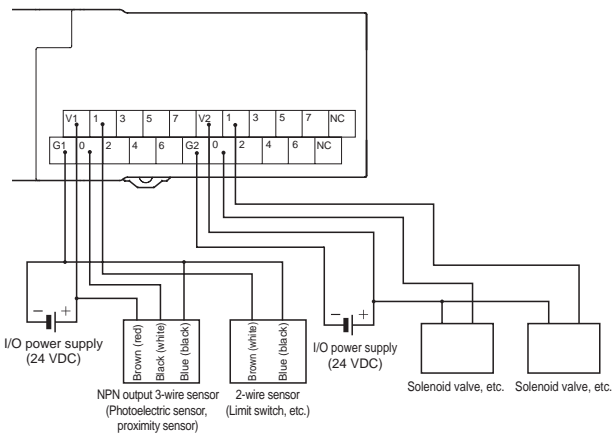 V1 1 3 5 7 V2 1 3 5 7 NC
G1 0 2 4 6 G2 0 2 4 6 NC
− +
I/O power supply
(24 VDC)
Brown (red)
Black (white)
Blue (black)
NPN output 3-wire sensor
(Photoelectric sensor,
proximity sensor)
Brown (white)
Blue (black)
2-wire sensor
(Limit switch, etc.)
− +
I/O power supply
(24 VDC)
Solenoid valve, etc.
Solenoid valve, etc.